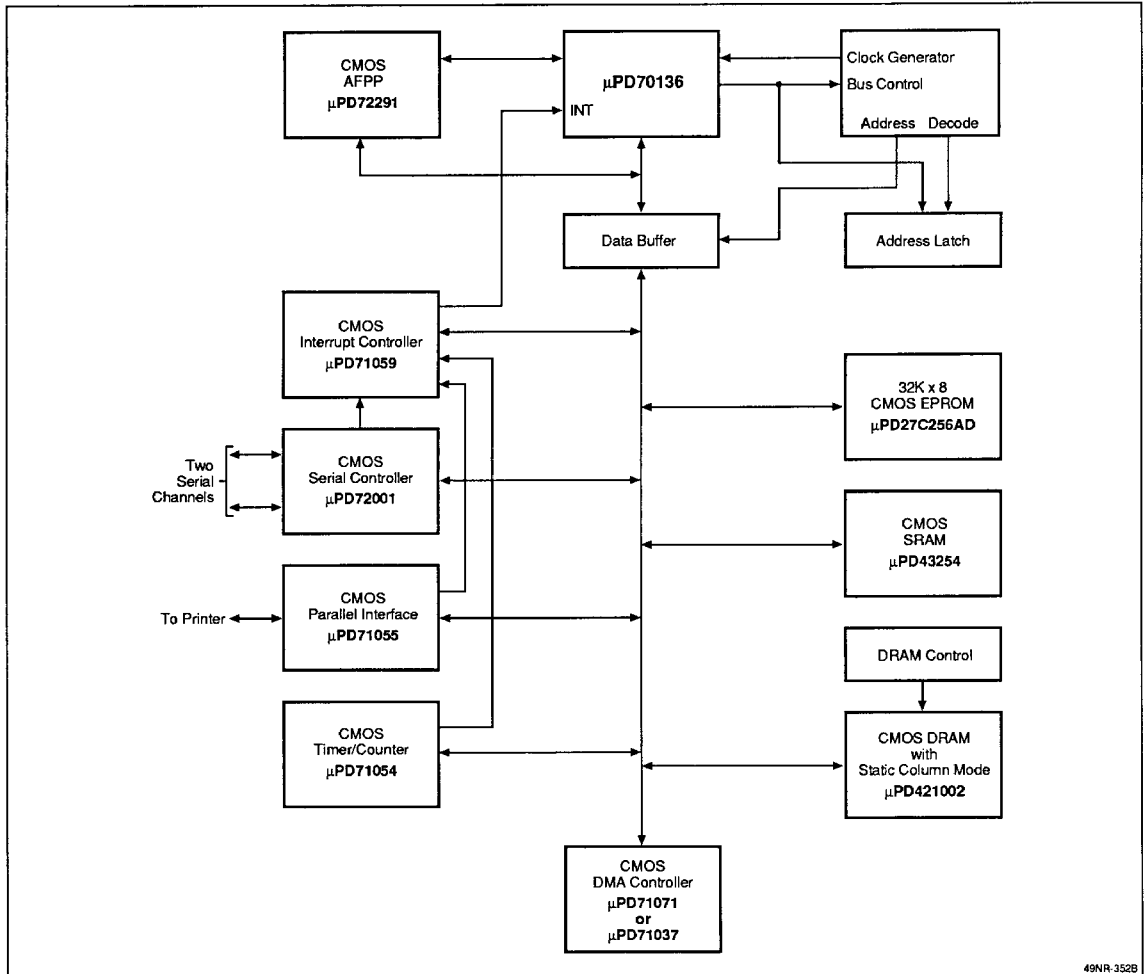 CMOS
AFPP
μPD72291
μPD70136
INT
Clock Generator
Bus Control
Address Decode
Data Buffer
Address Latch
CMOS
Interrupt Controller
μPD71059
32K x 8
CMOS EPROM
μPD27C256AD
Two
Serial
Channels
CMOS
Serial Controller
μPD72001
CMOS
SRAM
μPD43254
To Printer
CMOS
Parallel Interface
μPD71055
DRAM Control
CMOS
Timer/Counter
μPD71054
CMOS DRAM
with
Static Column Mode
μPD421002
CMOS
DMA Controller
μPD71071
or
μPD71037
49NR-352B